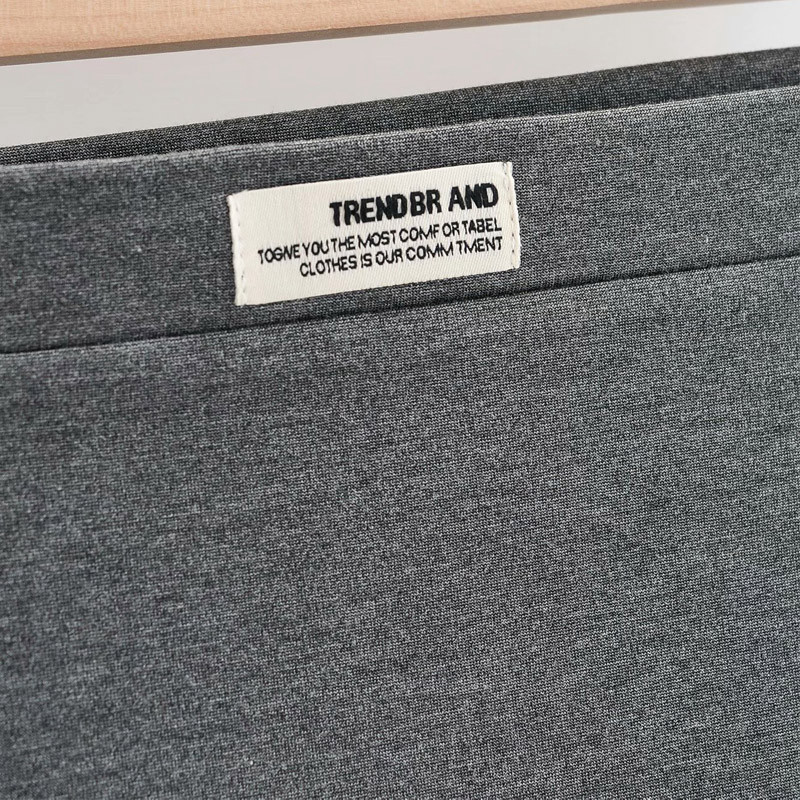 TRENDBR AND
TOGIVE YOU THE MOST COMF OR TABEL
CLOTHES IS OUR COMM TMENT